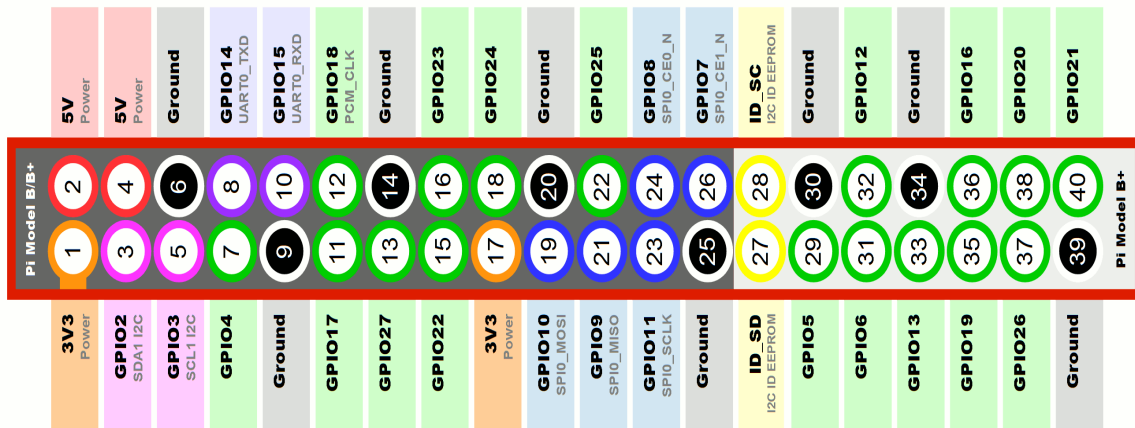 Pi Model B/B+
3V3 1 2 5V
Power Power
GPIO2 3 4 5V
SDA1 I2C Power
GPIO3 5 6 Ground
SCL1 I2C
GPIO4 7 8 GPIO14
UART0_TXD
Ground 9 10 GPIO15
UART0_RXD
GPIO17 11 12 GPIO18
PCM_CLK
GPIO27 13 14 Ground
GPIO22 15 16 GPIO23
3V3 17 18 GPIO24
Power
GPIO10 19 20 Ground
SPI0_MOSI
GPIO9 21 22 GPIO25
SPI0_MISO
GPIO11 23 24 GPIO8
SPI0_SCLK SPI0_CE0_N
Ground 25 26 GPIO7
SPI0_CE1_N
ID_SD 27 28 ID_SC
I2C ID EEPROM I2C ID EEPROM
GPIO5 29 30 Ground
GPIO6 31 32 GPIO12
GPIO13 33 34 Ground
GPIO19 35 36 GPIO16
GPIO26 37 38 GPIO20
Ground 39 40 GPIO21
Pi Model B+